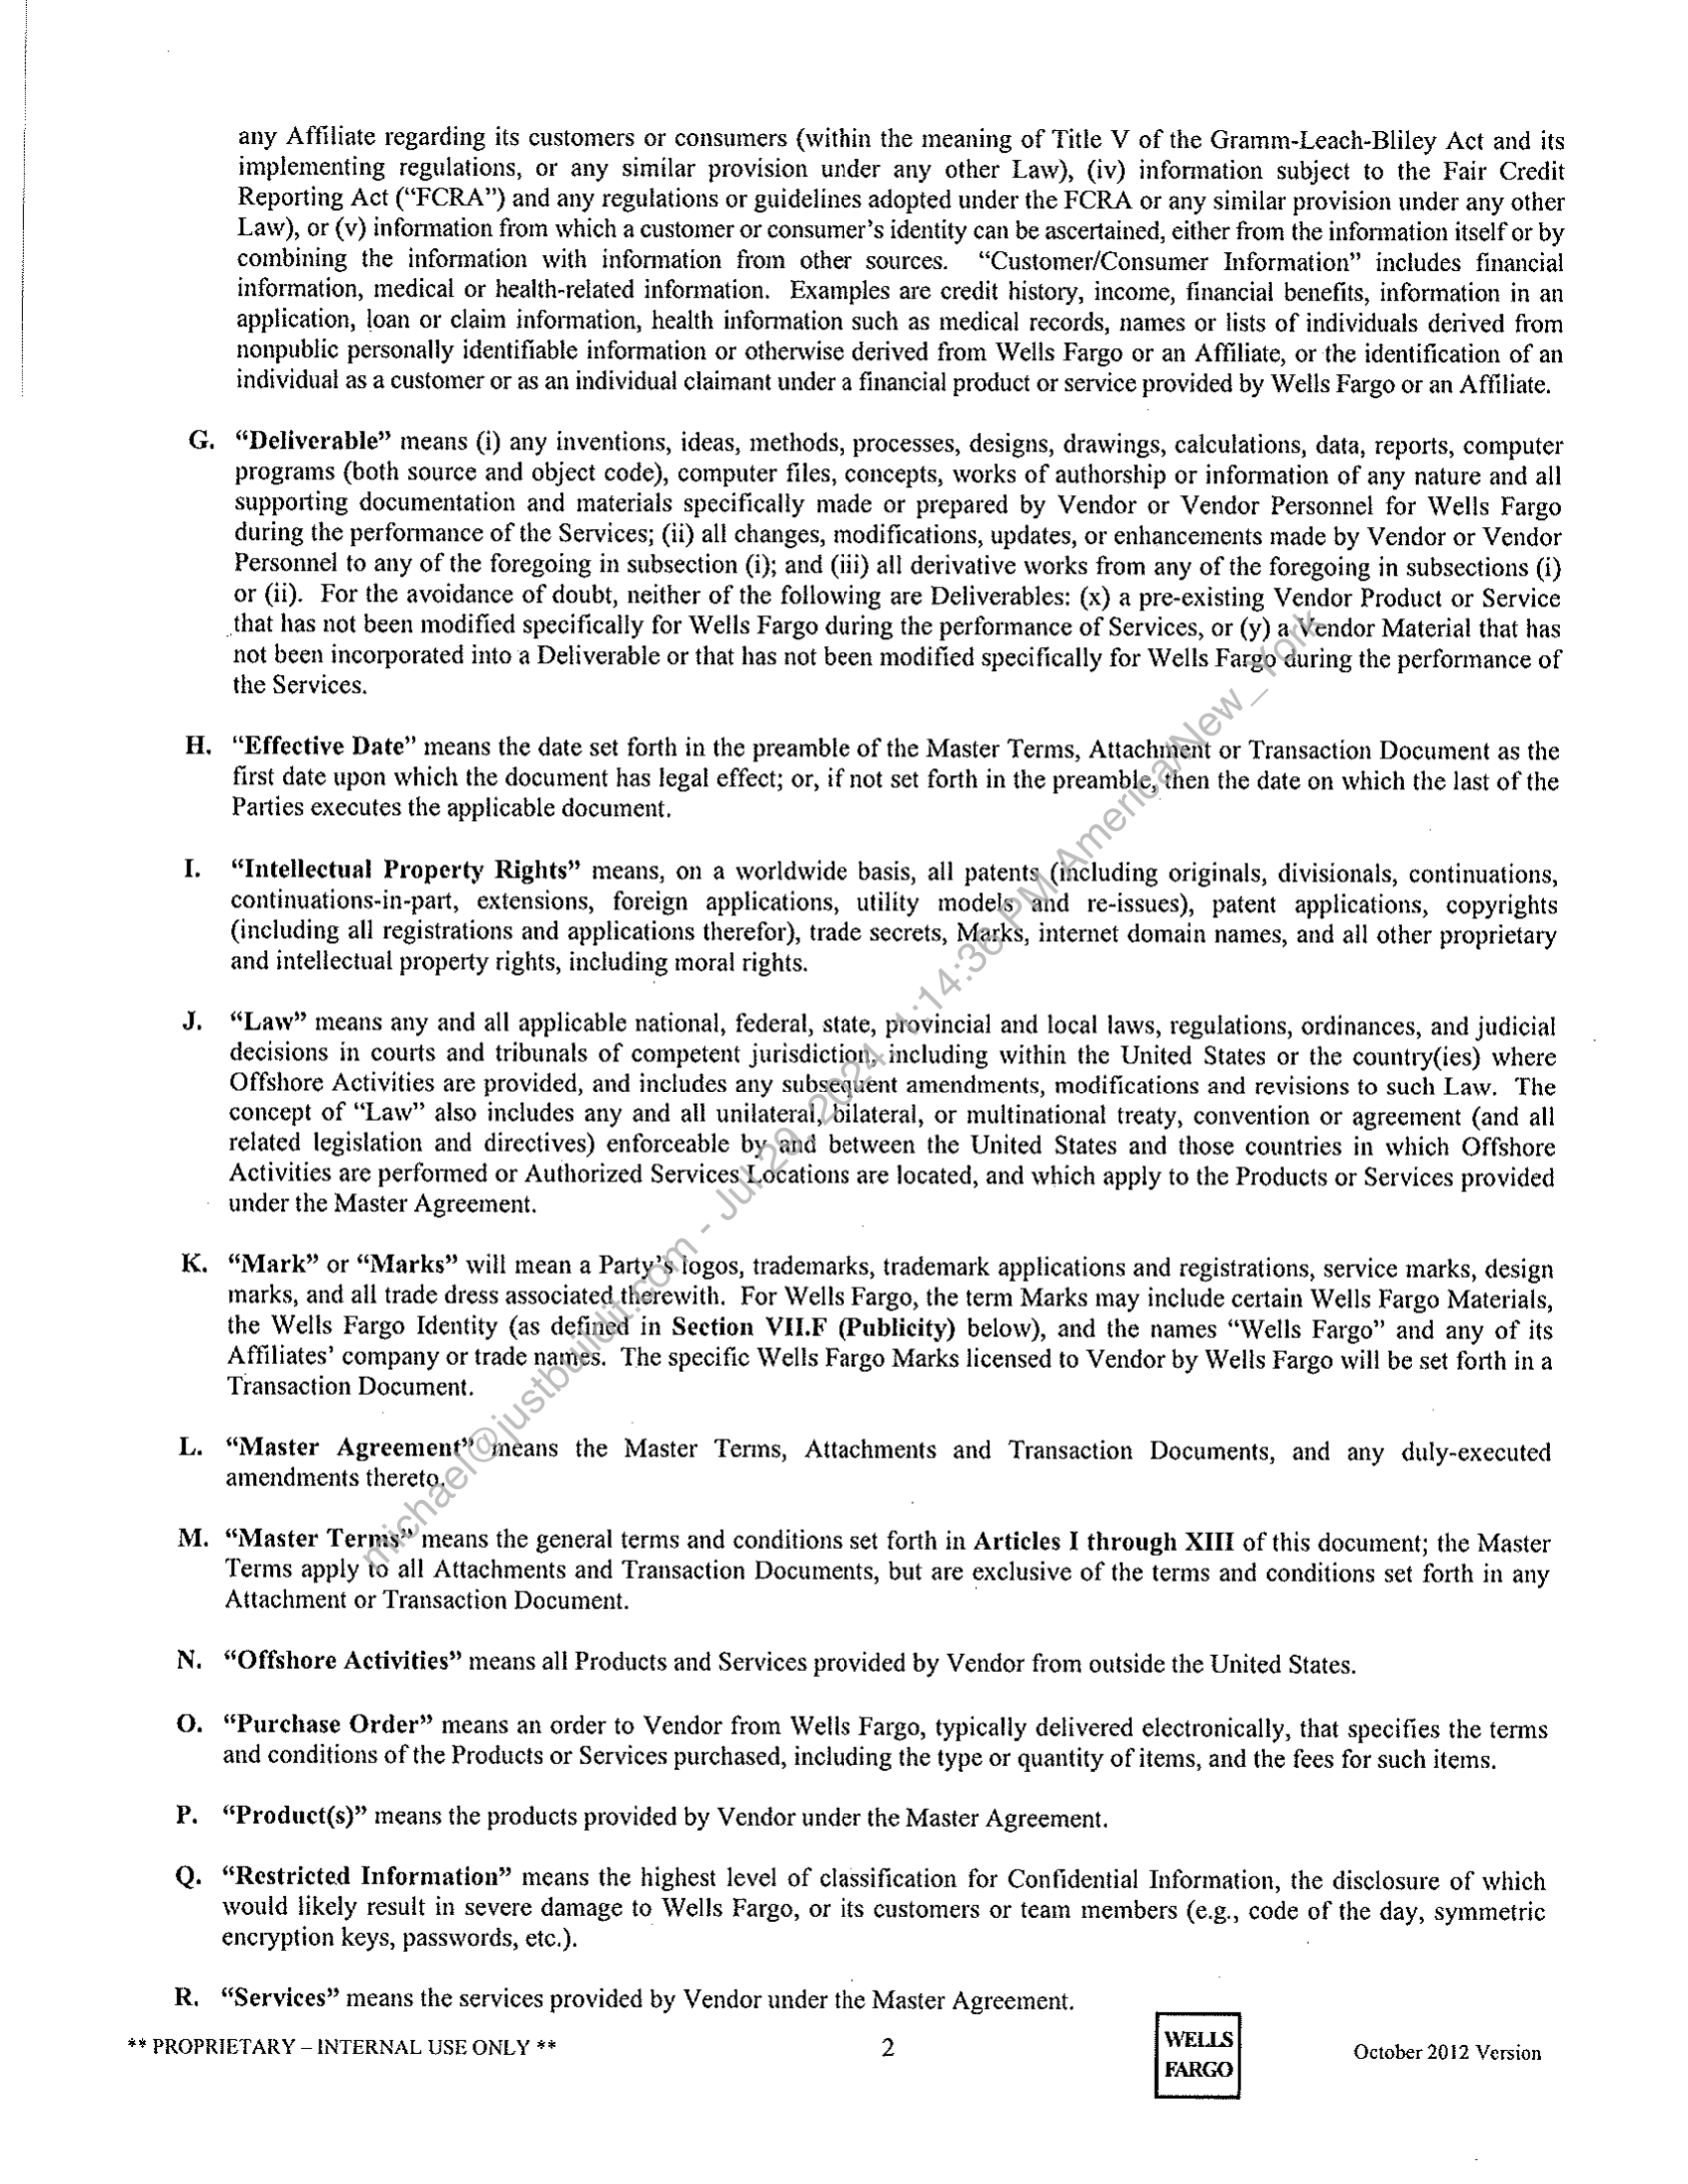 any Affiliate regarding its customers or consumers (within the meaning of Title V of the Gramm-Leach-Bliley Act and its
implementing regulations, or any similar provision under any other Law), (iv) information subject to the Fair Credit
Reporting Act (“FCRA”) and any regulations or guidelines adopted under the FCRA or any similar provision under any other
Law), or (v) information from which a customer or consumer’s identity can be ascertained, either from the information itself or by
combining the information with information from other sources. “Customer/Consumer Information” includes financial
information, medical or health-related information. Examples are credit history, income, financial benefits, information in an
application, loan or claim information, health information such as medical records, names or lists of individuals derived from
nonpublic personally identifiable information or otherwise derived from Wells Fargo or an Affiliate, or the identification of an
individual as a customer or as an individual claimant under a financial product or service provided by Wells Fargo or an Affiliate.
G. “Deliverable” means (i) any inventions, ideas, methods, processes, designs, drawings, calculations, data, reports, computer
programs (both source and object code), computer files, concepts, works of authorship or information of any nature and all
supporting documentation and materials specifically made or prepared by Vendor or Vendor Personnel for Wells Fargo
during the performance of the Services; (ii) all changes, modifications, updates, or enhancements made by Vendor or Vendor
Personnel to any of the foregoing in subsection (i); and (iii) all derivative works from any of the foregoing in subsections (i)
or (ii). For the avoidance of doubt, neither of the following are Deliverables: (x) a pre-existing Vendor Product or Service
that has not been modified specifically for Wells Fargo during the performance of Services, or (y) a Vendor Material that has
not been incorporated into a Deliverable or that has not been modified specifically for Wells Fargo during the performance of
the Services.
H. “Effective Date” means the date set forth in the preamble of the Master Terms, Attachment or Transaction Document as the
first date upon which the document has legal effect; or, if not set forth in the preamble, then the date on which the last of the
Parties executes the applicable document.
I. “Intellectual Property Rights” means, on a worldwide basis, all patents (including originals, divisionals, continuations,
continuations-in-part, extensions, foreign applications, utility models and re-issues), patent applications, copyrights
(including all registrations and applications therefor), trade secrets, Marks, internet domain names, and all other proprietary
and intellectual property rights, including moral rights.
J. “Law” means any and all applicable national, federal, state, provincial and local laws, regulations, ordinances, and judicial
decisions in courts and tribunals of competent jurisdiction, including within the United States or the country(ies) where
Offshore Activities are provided, and includes any subsequent amendments, modifications and revisions to such Law. The
concept of “Law” also includes any and all unilateral, bilateral, or multinational treaty, convention or agreement (and all
related legislation and directives) enforceable by and between the United States and those countries in which Offshore
Activities are performed or Authorized Services Locations are located, and which apply to the Products or Services provided
under the Master Agreement.
K. “Mark” or “Marks” will mean a Party’s logos, trademarks, trademark applications and registrations, service marks, design
marks, and all trade dress associated therewith. For Wells Fargo, the term Marks may include certain Wells Fargo Materials,
the Wells Fargo Identity (as defined in Section VII.F (Publicity) below), and the names “Wells Fargo” and any of its
Affiliates’ company or trade names. The specific Wells Fargo Marks licensed to Vendor by Wells Fargo will be set forth in a
Transaction Document.
L. “Master Agreement” means the Master Terms, Attachments and Transaction Documents, and any duly-executed
amendments thereto.
M. “Master Terms” means the general terms and conditions set forth in Articles I through XIII of this document; the Master
Terms apply to all Attachments and Transaction Documents, but are exclusive of the terms and conditions set forth in any
Attachment or Transaction Document.
N. “Offshore Activities” means all Products and Services provided by Vendor from outside the United States.
O. “Purchase Order” means an order to Vendor from Wells Fargo, typically delivered electronically, that specifies the terms
and conditions of the Products or Services purchased, including the type or quantity of items, and the fees for such items.
P. “Product(s)” means the products provided by Vendor under the Master Agreement.
Q. “Restricted Information” means the highest level of classification for Confidential Information, the disclosure of which
would likely result in severe damage to Wells Fargo, or its customers or team members (e.g., code of the day, symmetric
encryption keys, passwords, etc.).
R. “Services” means the services provided by Vendor under the Master Agreement.
** PROPRIETARY – INTERNAL USE ONLY **
2
WELLS
FARGO
October 2012 Version
michael@justbuildit.com - Jul 29, 2024 1:14:36 PM America/New_York